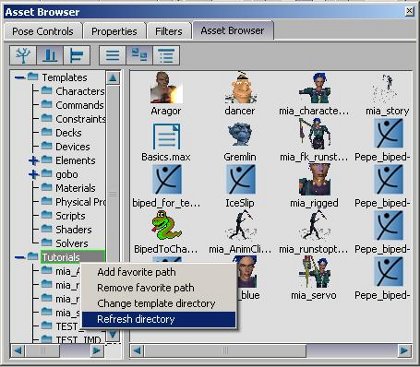 Asset Browser
Pose Controls Properties Filters Asset Browser
Templates
Characters
Commands
Constraints
Decks
Devices
Elements
gobo
Materials
Physical Pro
Scripts
Shaders
Solvers
Tutorials
mia_A
mia_
mia_
mia_s
TEST_
TEST_IMD
Aragor dancer mia_characte... mia_story
Basics.max Gremlin mia_fk_runst... Pepe_biped-
biped_for_te... IceSlip mia_rigged Pepe_biped-
BipedToCha... mia_AnimCli... mia_runstopt... Pepe_biped-
_blue mia_servo Pepe_biped-
Add favorite path
Remove favorite path
Change template directory
Refresh directory